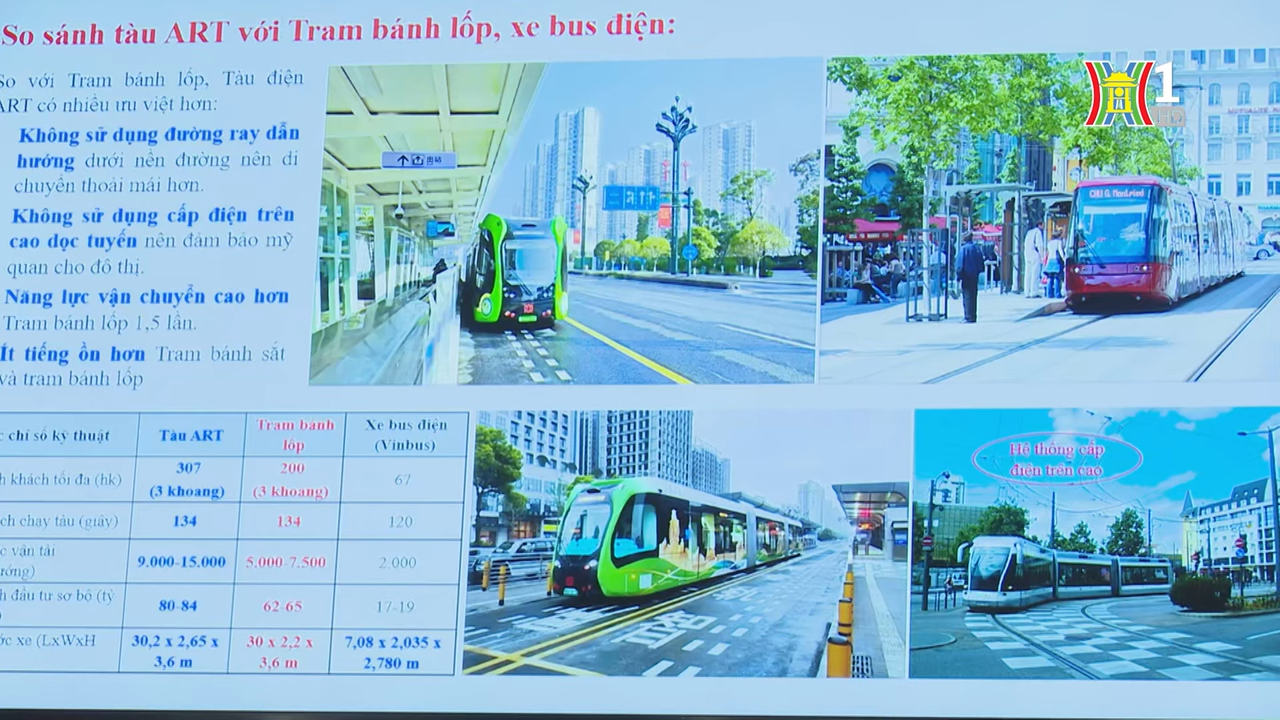 So sánh tàu ART với Tram bánh lốp, xe bus điện:
So với Tram bánh lốp, Tàu điện
ART có nhiều ưu việt hơn:
Không sử dụng đường ray dẫn
hướng dưới nền đường nên di
chuyển thoải mái hơn.
Không sử dụng cấp điện trên
cao dọc tuyến nên đảm bảo mỹ
quan cho đô thị.
Năng lực vận chuyển cao hơn
Tram bánh lốp 1,5 lần.
Ít tiếng ồn hơn Tram bánh sắt
và tram bánh lốp
出站
1
HD
chỉ số kỹ thuật Tàu ART Tram bánh lốp Xe bus điện (Vinbus)
khách tối đa (hk) 307 (3 khoang) 200 (3 khoang) 67
chạy tàu (giây) 134 134 120
vận tải 9.000-15.000 5.000-7.500 2.000
đầu tư sơ bộ (tỷ 80-84 62-65 17-19
xe (LxWxH 30,2 x 2,65 x 3,6 m 30 x 2,2 x 3,6 m 7,08 x 2,035 x 2,780 m
Hệ thống cấp
điện trên cao